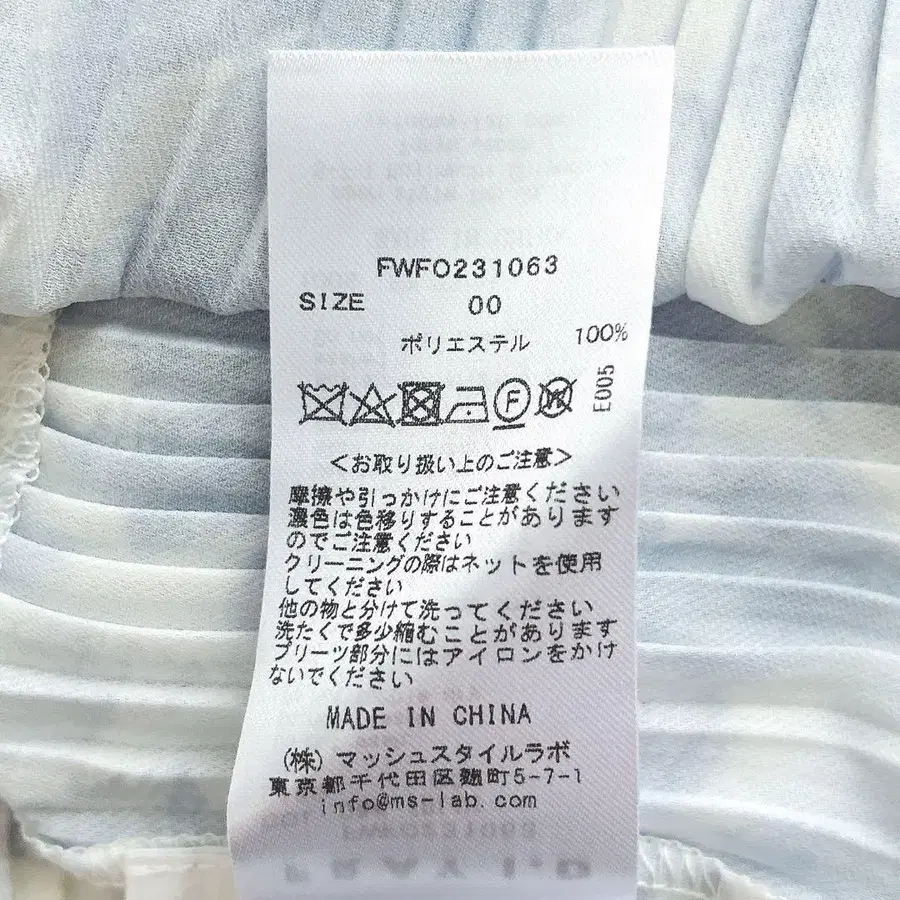 FWFO231063
SIZE 00
ポリエステル 100%
F W
E005
<お取り扱い上のご注意>
摩擦や引っかけにご注意ください
濃色は色移りすることがあります
のでご注意ください
クリーニングの際はネットを使用
してください
他の物と分けて洗ってください
洗たくで多少縮むことがあります
プリーツ部分にはアイロンをかけ
ないでください
MADE IN CHINA
(株)マッシュスタイルラボ
東京都千代田区麹町5-7-1
info@ms-lab.com